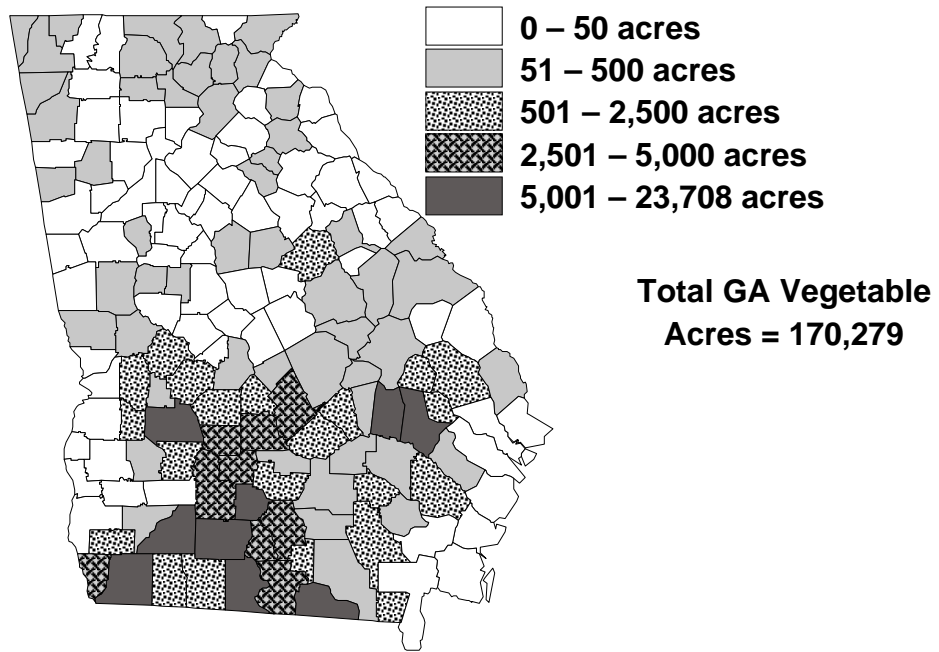 0 – 50 acres
51 – 500 acres
501 – 2,500 acres
2,501 – 5,000 acres
5,001 – 23,708 acres
Total GA Vegetable
Acres = 170,279